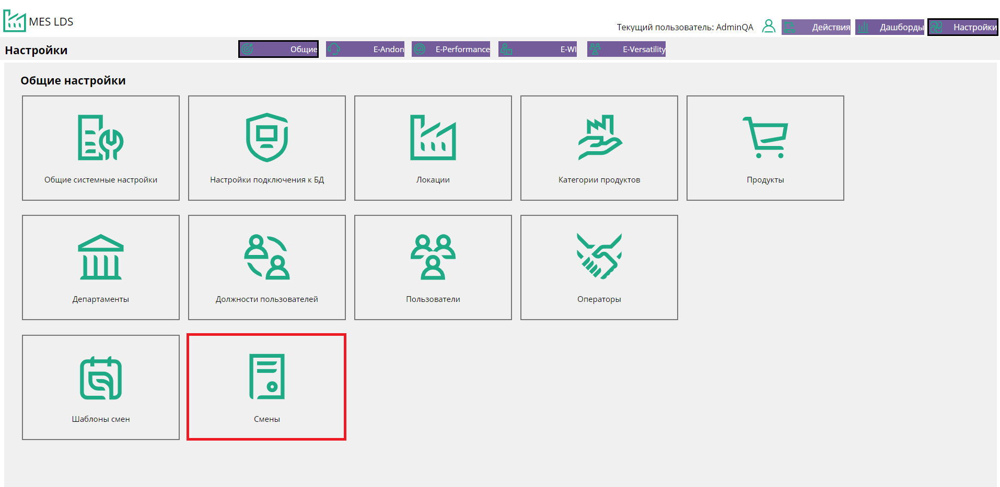 MES LDS
Текущий пользователь: AdminQA
Действия
Дашборды
Настройки
Настройки
Общие
E-Andon
E-Performance
E-WI
E-Versatility
Общие настройки
Общие системные настройки
Настройки подключения к БД
Локации
Категории продуктов
Продукты
Департаменты
Должности пользователей
Пользователи
Операторы
Шаблоны смен
Смены